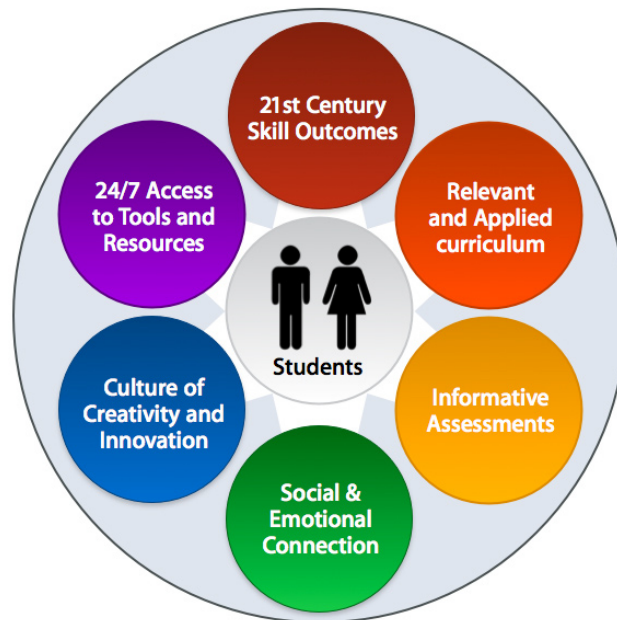 21st Century
Skill Outcomes
Relevant
and Applied
curriculum
Informative
Assessments
Social &
Emotional
Connection
Culture of
Creativity and
Innovation
24/7 Access
to Tools and
Resources
Students